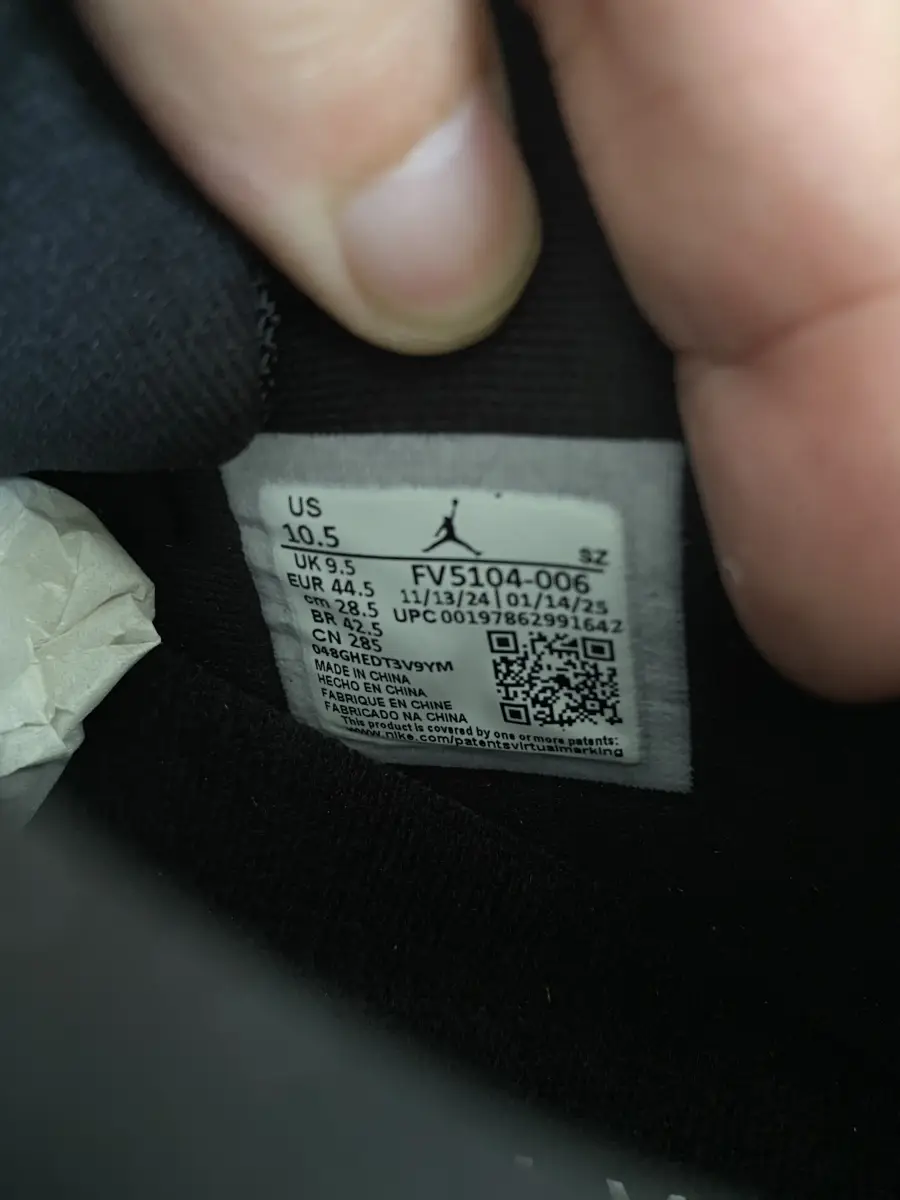 US
10.5
SZ
UK 9.5
FV5104-006
EUR 44.5
11/13/24 | 01/14/25
cm 28.5
UPC 00197862991642
BR 42.5
CN 285
048GHEDT3V9YM
MADE IN CHINA
HECHO EN CHINA
FABRIQUE EN CHINE
FABRICADO NA CHINA
This product is covered by one or more patents:
www.nike.com/patentsvirtualmarking